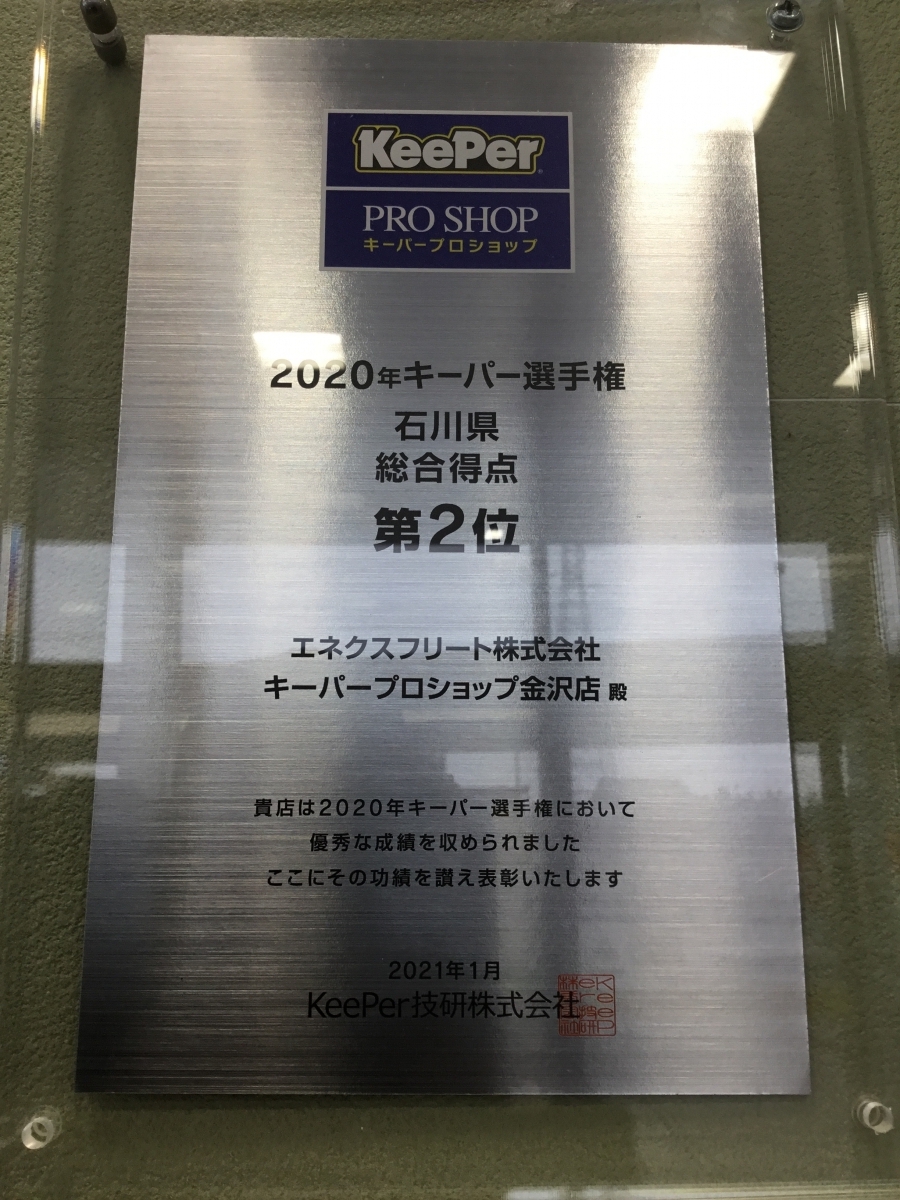 KeePer
PRO SHOP
キーパープロショップ
2020年キーパー選手権
石川県
総合得点
第2位
エネクスフリート株式会社
キーパープロショップ金沢店 殿
貴店は2020年キーパー選手権において
優秀な成績を収められました
ここにその功績を讃え表彰いたします
2021年1月
KeePer技研株式会社